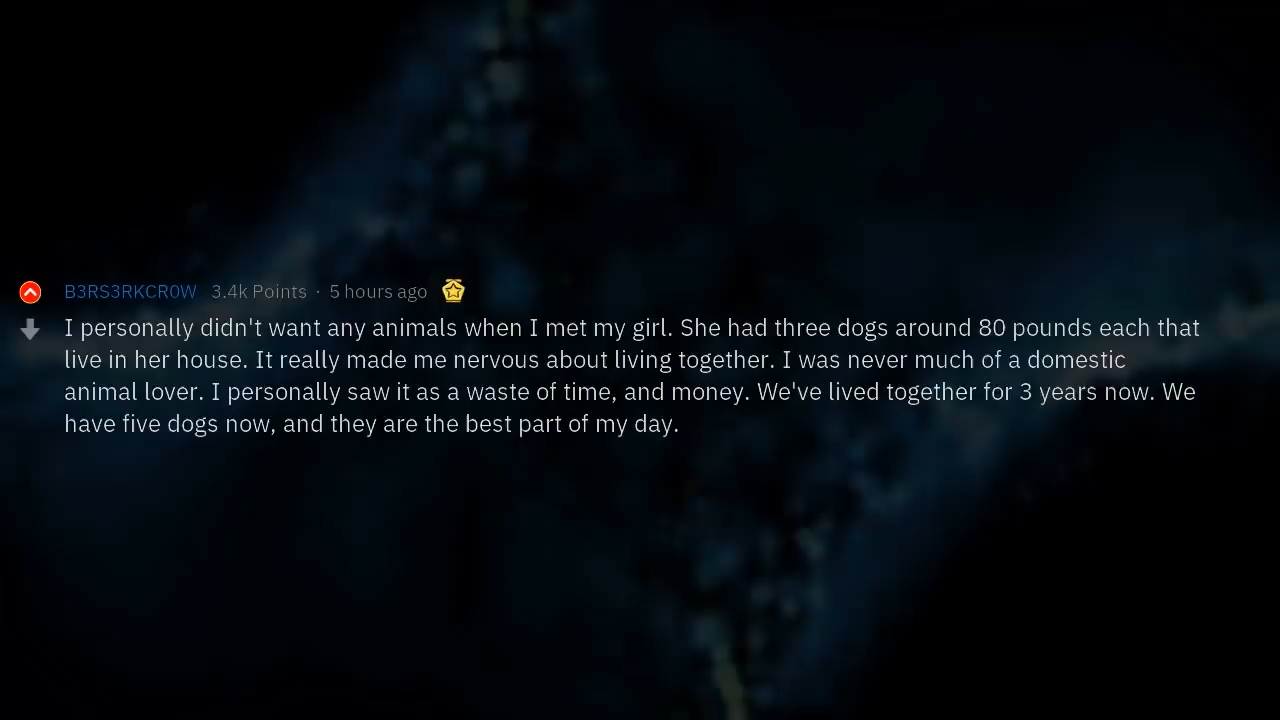 B3RS3RKCR0W 3.4k Points · 5 hours ago
I personally didn't want any animals when I met my girl. She had three dogs around 80 pounds each that
live in her house. It really made me nervous about living together. I was never much of a domestic
animal lover. I personally saw it as a waste of time, and money. We've lived together for 3 years now. We
have five dogs now, and they are the best part of my day.